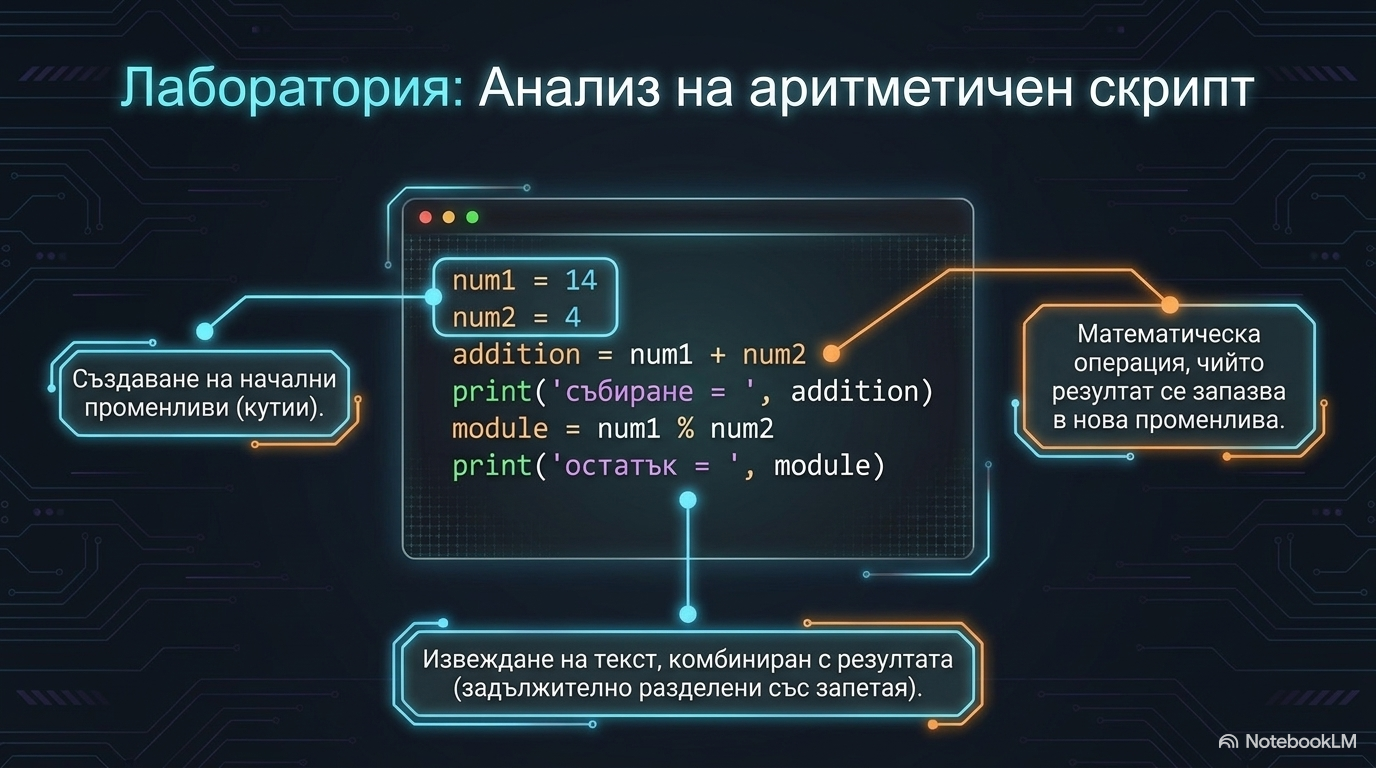 Лаборатория: Анализ на аритметичен скрипт
num1 = 14
num2 = 4
addition = num1 + num2
print('събиране = ', addition)
module = num1 % num2
print('остатък = ', module)
Създаване на начални
променливи (кутии).
Математическа
операция, чийто
резултат се запазва
в нова променлива.
Извеждане на текст, комбиниран с резултата
(задължително разделени със запетая).
NotebookLM